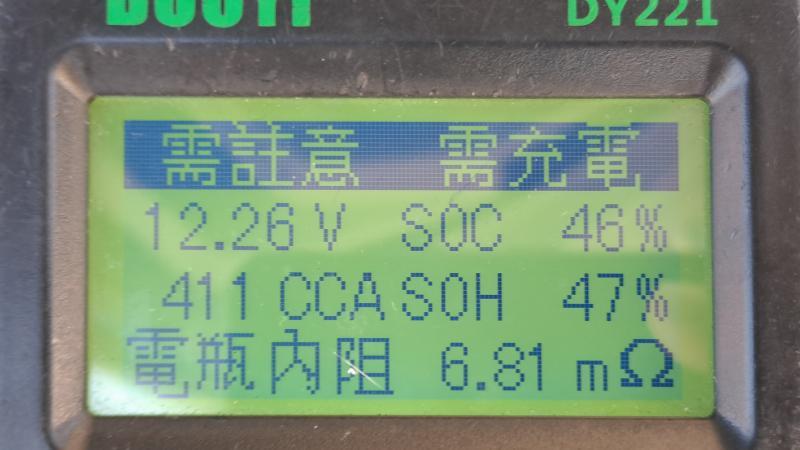 DY221
需註意 需充電
12.26 V SOC 46%
411 CCA SOH 47%
電瓶內阻 6.81 mΩ